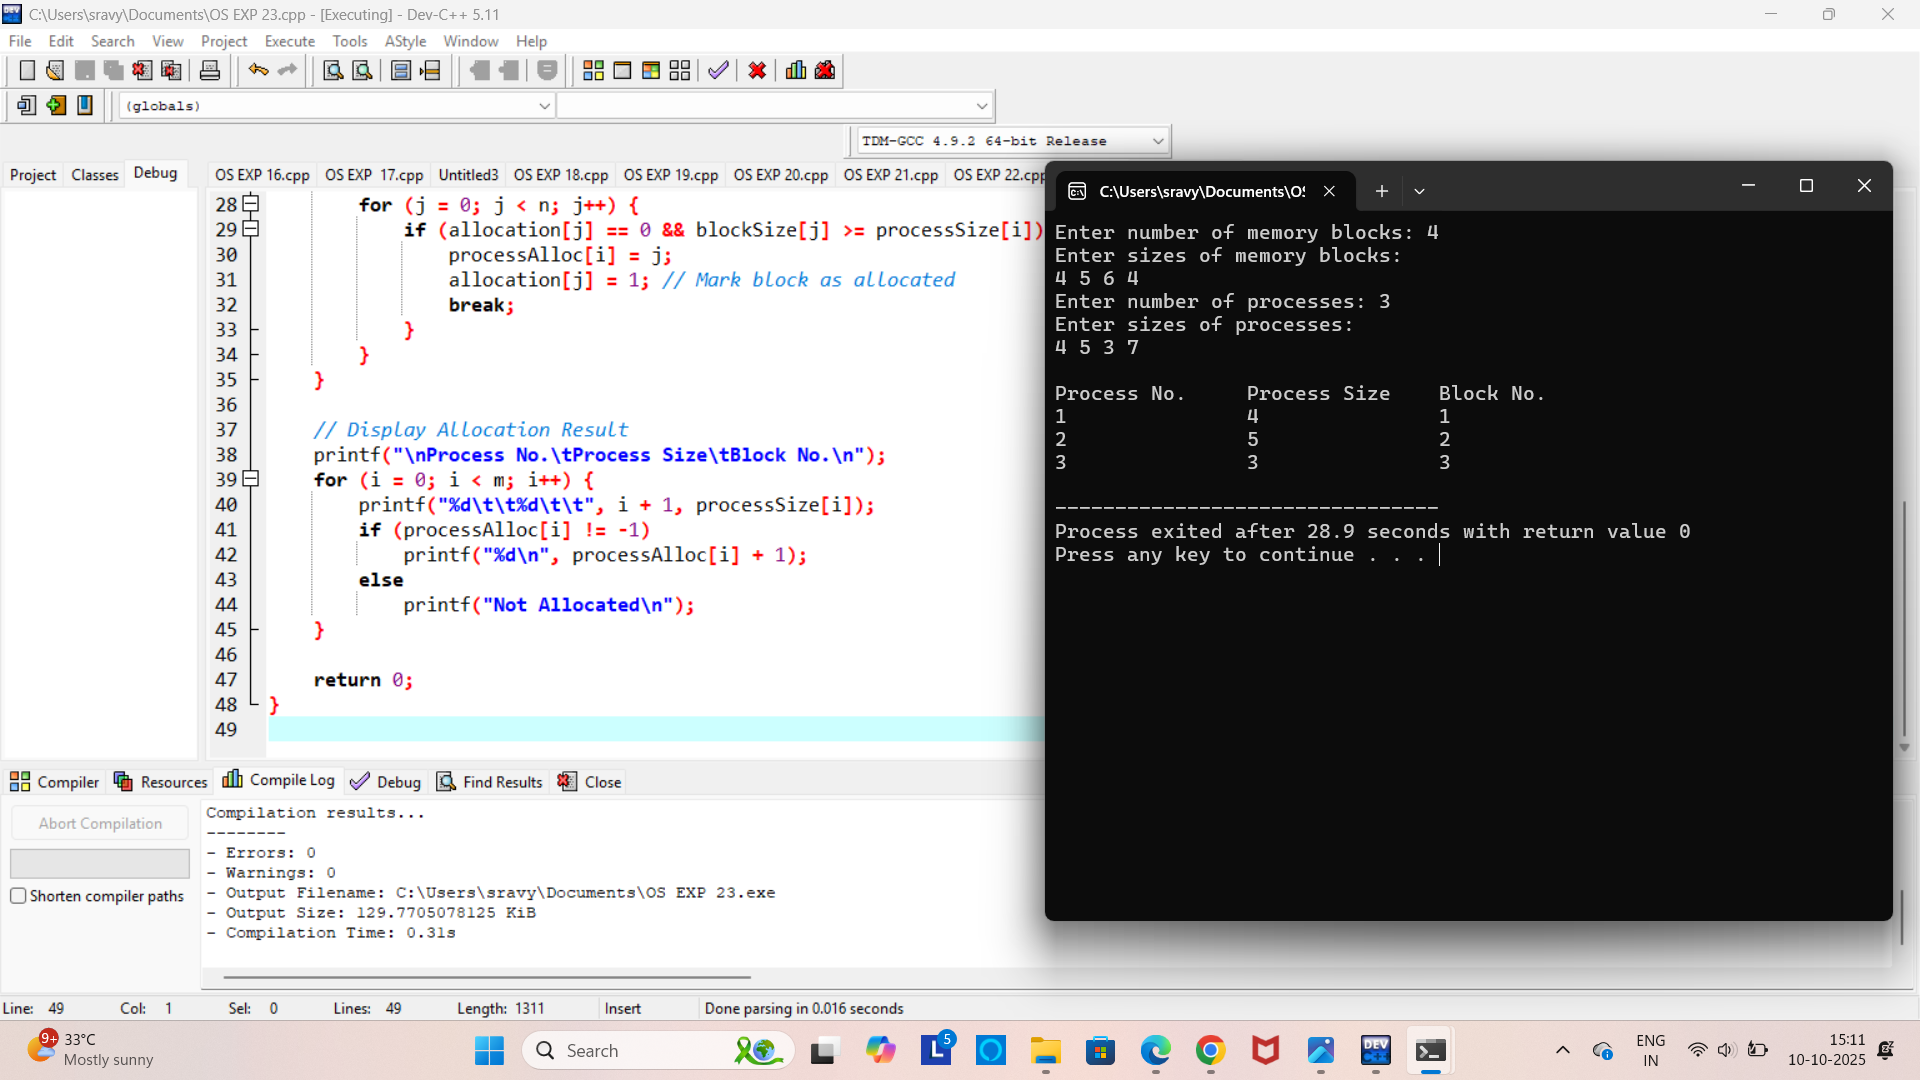 C:\Users\sravy\Documents\OS EXP 23.cpp - [Executing] - Dev-C++ 5.11
File Edit Search View Project Execute Tools AStyle Window Help
(globals)
TDM-GCC 4.9.2 64-bit Release
Project Classes Debug
OS EXP 16.cpp OS EXP  17.cpp Untitled3 OS EXP 18.cpp OS EXP 19.cpp OS EXP 20.cpp OS EXP 21.cpp OS EXP 22.cpp
28 for (j = 0; j < n; j++) {
29 if (allocation[j] == 0 && blockSize[j] >= processSize[i])
30 processAlloc[i] = j;
31 allocation[j] = 1; // Mark block as allocated
32 break;
33 }
34 }
35 }
36
37 // Display Allocation Result
38 printf("\nProcess No.\tProcess Size\tBlock No.\n");
39 for (i = 0; i < m; i++) {
40 printf("%d\t\t%d\t\t", i + 1, processSize[i]);
41 if (processAlloc[i] != -1)
42 printf("%d\n", processAlloc[i] + 1);
43 else
44 printf("Not Allocated\n");
45 }
46
47 return 0;
48 }
49
C:\Users\sravy\Documents\OS
Enter number of memory blocks: 4
Enter sizes of memory blocks:
4 5 6 4
Enter number of processes: 3
Enter sizes of processes:
4 5 3 7
Process No. Process Size Block No.
1 4 1
2 5 2
3 3 3
--------------------------------
Process exited after 28.9 seconds with return value 0
Press any key to continue . . .
Compiler Resources Compile Log Debug Find Results Close
Abort Compilation
Shorten compiler paths
Compilation results...
--------
- Errors: 0
- Warnings: 0
- Output Filename: C:\Users\sravy\Documents\OS EXP 23.exe
- Output Size: 129.7705078125 KiB
- Compilation Time: 0.31s
Line: 49 Col: 1 Sel: 0 Lines: 49 Length: 1311 Insert Done parsing in 0.016 seconds
9+
33°C
Mostly sunny
Search
L 5
DEV C++
ENG
IN
15:11
10-10-2025